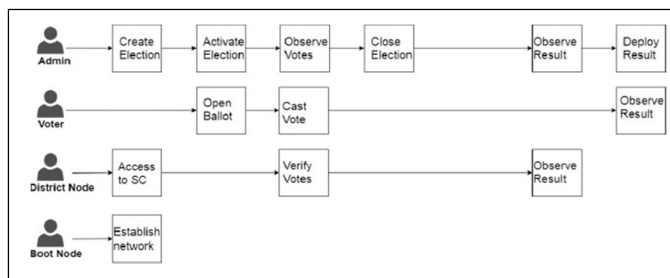 Create Election
Activate Election
Observe Votes
Close Election
Observe Result
Deploy Result
Admin
Open Ballot
Cast Vote
Observe Result
Voter
Access to SC
Verify Votes
Observe Result
District Node
Establish network
Boot Node